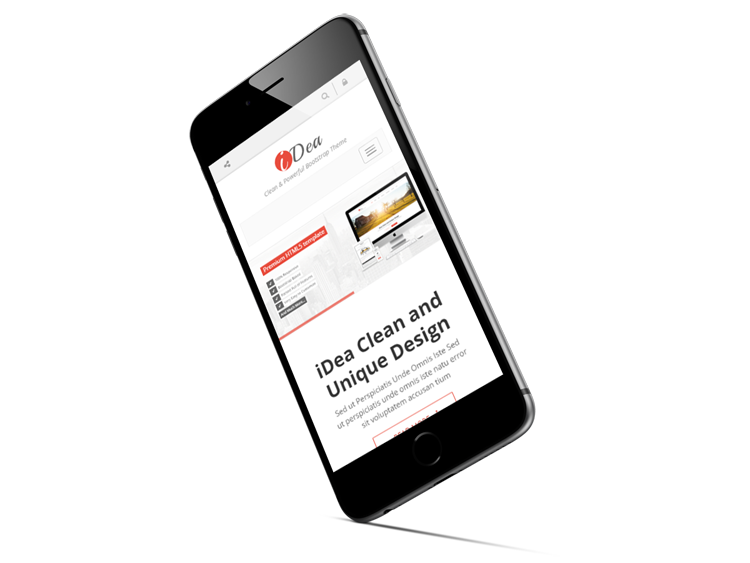 iDea
Clean & Powerful Bootstrap Theme
Premium HTML5 template
iDea Clean and
Unique Design
Sed ut Perspiciatis Unde Omnis Iste Sed
ut perspiciatis unde omnis iste natu error
sit voluptatem accusan tium